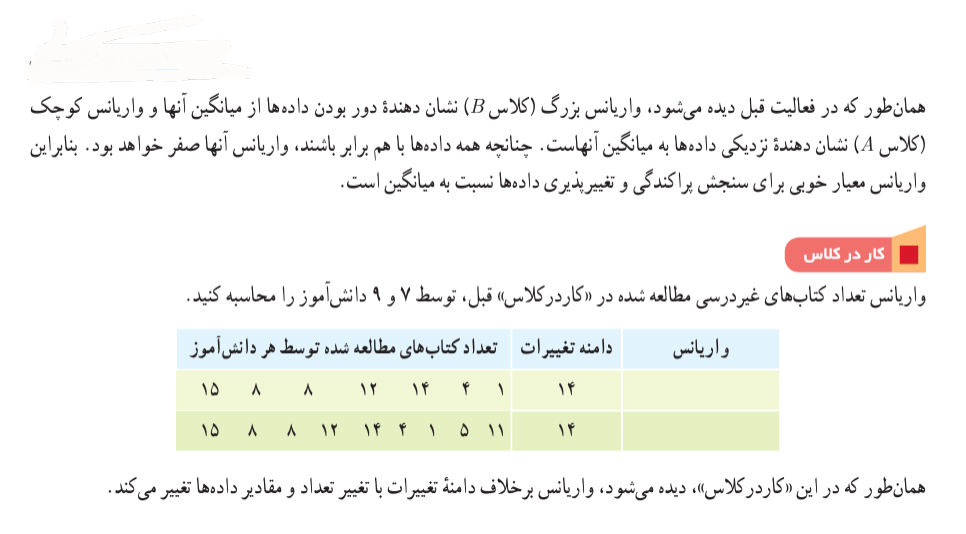 همان‌طور که در فعالیت قبل دیده می‌شود، واریانس بزرگ (کلاس B) نشان دهندهٔ دور بودن داده‌ها از میانگین آنها و واریانس کوچک
(کلاس A) نشان دهندهٔ نزدیکی داده‌ها به میانگین آنهاست. چنانچه همه داده‌ها با هم برابر باشند، واریانس آنها صفر خواهد بود. بنابراین
واریانس معیار خوبی برای سنجش پراکندگی و تغییرپذیری داده‌ها نسبت به میانگین است.
کار در کلاس
واریانس تعداد کتاب‌های غیردرسی مطالعه شده در «کاردرکلاس» قبل، توسط ۷ و ۹ دانش‌آموز را محاسبه کنید.
تعداد کتاب‌های مطالعه شده توسط هر دانش‌آموز دامنه تغییرات واریانس
۱۵ ۸ ۸ ۱۲ ۱۴ ۴ ۱ ۱۴
۱۵ ۸ ۸ ۱۲ ۱۴ ۴ ۱ ۵ ۱۱ ۱۴
همان‌طور که در این «کاردرکلاس»، دیده می‌شود، واریانس برخلاف دامنهٔ تغییرات با تغییر تعداد و مقادیر داده‌ها تغییر می‌کند.